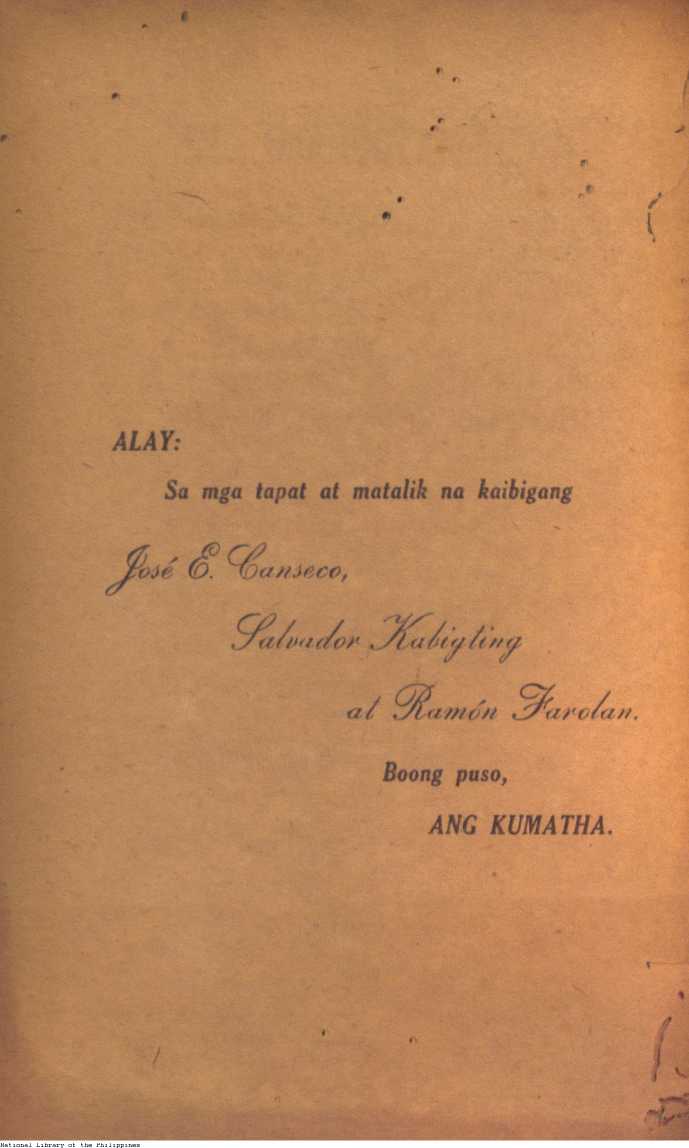 ALAY:
Sa mga tapat at matalik na kaibigang
José E. Canseco,
Salvador Kabigting
at Ramón Farolan.
Boong puso,
ANG KUMATHA.
National Library of the Philippines